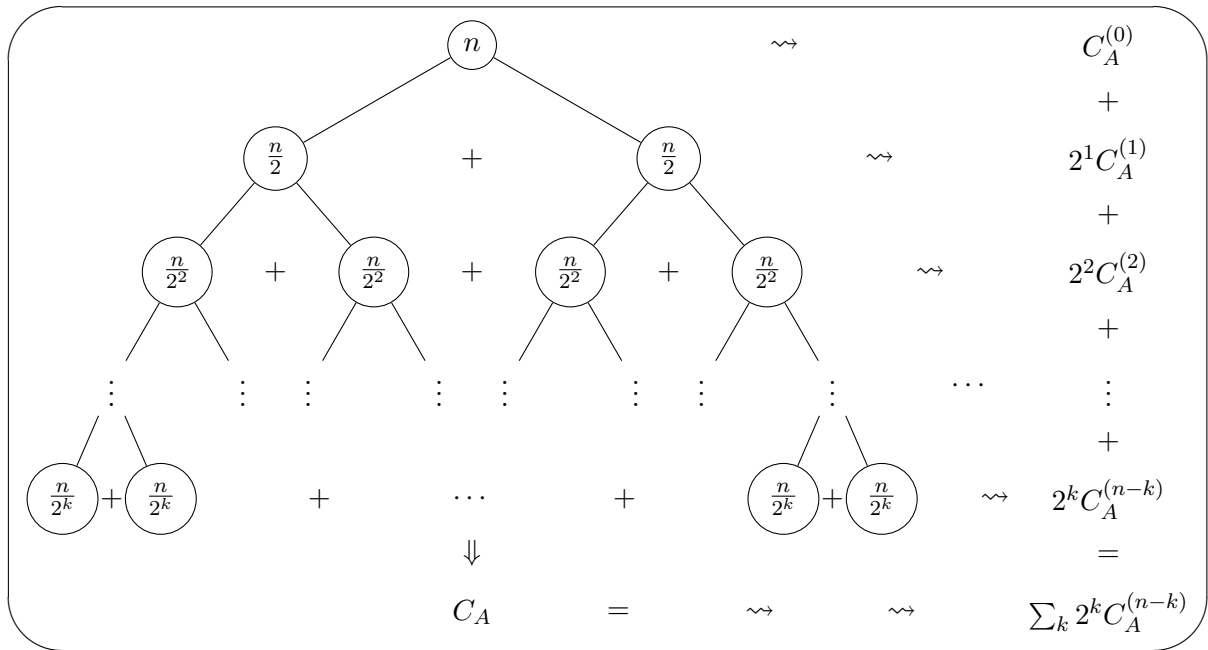 n ⇝ C_A^{(0)}
+
n/2 + n/2 ⇝ 2^1 C_A^{(1)}
+
n/2^2 + n/2^2 + n/2^2 + n/2^2 ⇝ 2^2 C_A^{(2)}
+
⋮ ⋮ ⋮ ⋮ ⋮ ⋮ ⋮ ⋮ ⋯ ⋮
+
n/2^k + n/2^k + ⋯ + n/2^k + n/2^k ⇝ 2^k C_A^{(n-k)}
⇓ =
C_A = ⇝ ⇝ ∑_k 2^k C_A^{(n-k)}